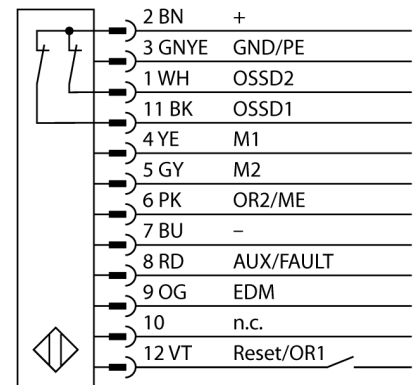 2 BN +
3 GNYE GND/PE
1 WH OSSD2
11 BK OSSD1
4 YE M1
5 GY M2
6 PK OR2/ME
7 BU –
8 RD AUX/FAULT
9 OG EDM
10 n.c.
12 VT Reset/OR1